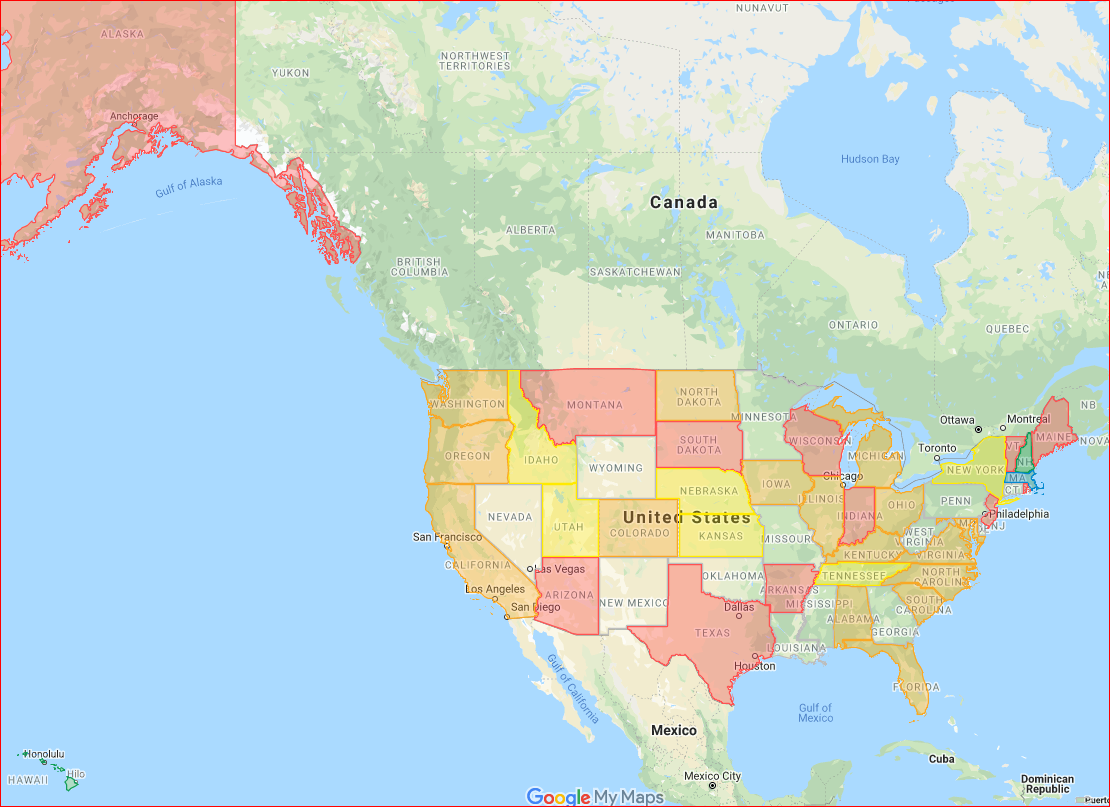 NUNAVUT
ALASKA
NORTHWEST
TERRITORIES
YUKON
Anchorage
Hudson Bay
Gulf of Alaska
Canada
ALBERTA
MANITOBA
BRITISH
COLUMBIA
SASKATCHEWAN
ONTARIO
QUEBEC
NORTH
DAKOTA
WASHINGTON
MONTANA
MINNESOTA
NB
Ottawa
Montreal
MAINE
NOVA
WISCONSIN
SOUTH
DAKOTA
VT
Toronto
MICHIGAN
NH
OREGON
IDAHO
WYOMING
NEW YORK
Chicago
MA
CT
IOWA
NEBRASKA
ILLINOIS
OHIO
PENN
INDIANA
Philadelphia
NEVADA
United States
UTAH
COLORADO
KANSAS
MISSOURI
MD
NJ
WEST
VIRGINIA
San Francisco
KENTUCKY
VIRGINIA
CALIFORNIA
Las Vegas
OKLAHOMA
TENNESSEE
NORTH
CAROLINA
Los Angeles
ARIZONA
NEW MEXICO
ARKANSAS
MISSISSIPPI
SOUTH
CAROLINA
San Diego
Dallas
ALABAMA
TEXAS
GEORGIA
LOUISIANA
Houston
Gulf of California
FLORIDA
Gulf of
Mexico
Mexico
Honolulu
Hilo
HAWAII
Cuba
Mexico City
Dominican
Republic
Google My Maps
Puerto